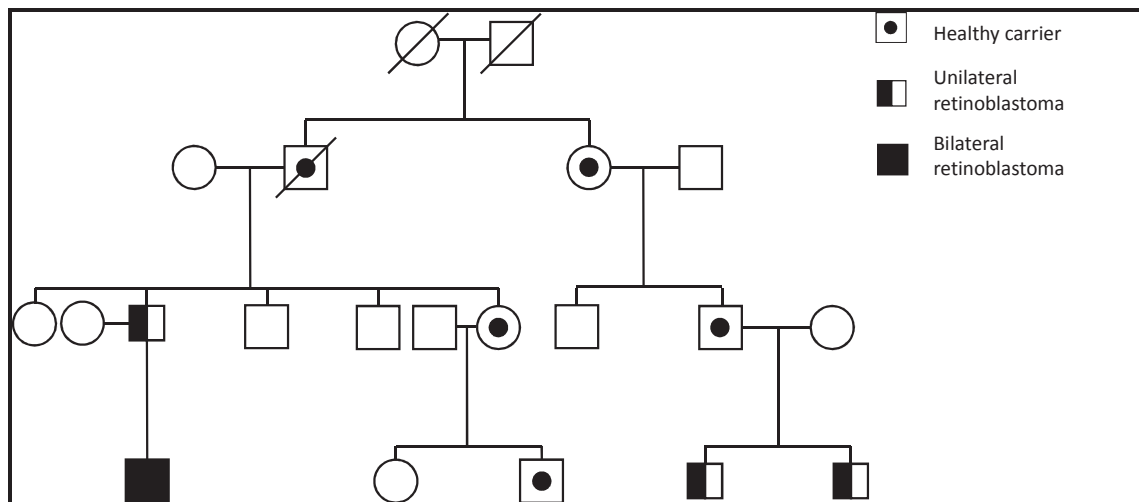 Healthy carrier
Unilateral
retinoblastoma
Bilateral
retinoblastoma